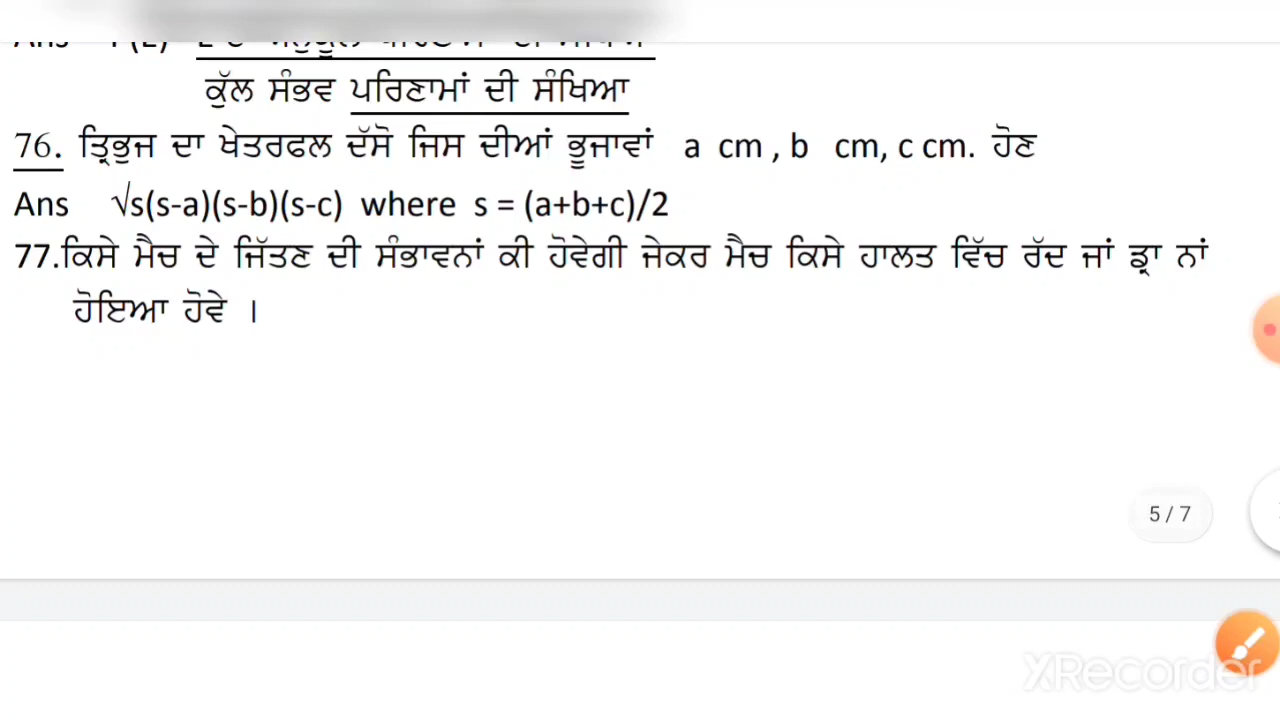 ਕੁੱਲ ਸੰਭਵ ਪਰਿਣਾਮਾਂ ਦੀ ਸੰਖਿਆ
76. ਤ੍ਰਿਭੁਜ ਦਾ ਖੇਤਰਫਲ ਦੱਸੋ ਜਿਸ ਦੀਆਂ ਭੂਜਾਵਾਂ a cm , b cm, c cm. ਹੋਣ
Ans √s(s-a)(s-b)(s-c) where s = (a+b+c)/2
77.ਕਿਸੇ ਮੈਚ ਦੇ ਜਿੱਤਣ ਦੀ ਸੰਭਾਵਨਾਂ ਕੀ ਹੋਵੇਗੀ ਜੇਕਰ ਮੈਚ ਕਿਸੇ ਹਾਲਤ ਵਿੱਚ ਰੱਦ ਜਾਂ ਡ੍ਰਾ ਨਾਂ
ਹੋਇਆ ਹੋਵੇ ।
5 / 7
XRecorder